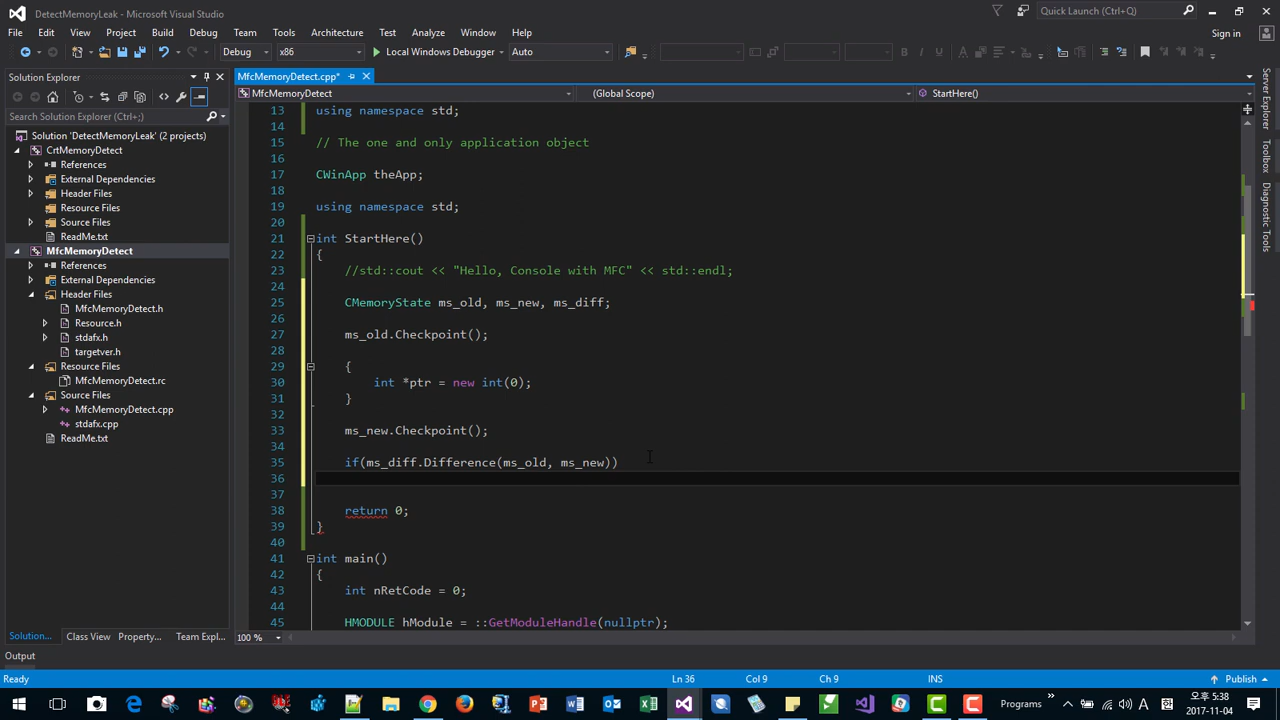 DetectMemoryLeak - Microsoft Visual Studio
Quick Launch (Ctrl+Q)
File Edit View Project Build Debug Team Tools Architecture Test Analyze Window Help
Sign in
Debug x86 Local Windows Debugger Auto
Solution Explorer
Search Solution Explorer (Ctrl+;)
Solution 'DetectMemoryLeak' (2 projects)
CrtMemoryDetect
References
External Dependencies
Header Files
Resource Files
Source Files
ReadMe.txt
MfcMemoryDetect
References
External Dependencies
Header Files
MfcMemoryDetect.h
Resource.h
stdafx.h
targetver.h
Resource Files
MfcMemoryDetect.rc
Source Files
MfcMemoryDetect.cpp
stdafx.cpp
ReadMe.txt
Solution... Class View Property... Team Expl...
MfcMemoryDetect.cpp*
MfcMemoryDetect (Global Scope) StartHere()
13 using namespace std;
14
15 // The one and only application object
16
17 CWinApp theApp;
18
19 using namespace std;
20
21 int StartHere()
22 {
23 //std::cout << "Hello, Console with MFC" << std::endl;
24
25 CMemoryState ms_old, ms_new, ms_diff;
26
27 ms_old.Checkpoint();
28
29 {
30 int *ptr = new int(0);
31 }
32
33 ms_new.Checkpoint();
34
35 if(ms_diff.Difference(ms_old, ms_new))
36
37
38 return 0;
39 }
40
41 int main()
42 {
43 int nRetCode = 0;
44
45 HMODULE hModule = ::GetModuleHandle(nullptr);
100 %
Server Explorer
Toolbox
Diagnostic Tools
Output
Ready Ln 36 Col 9 Ch 9 INS Publish
Programs
A
오후 5:38
2017-11-04